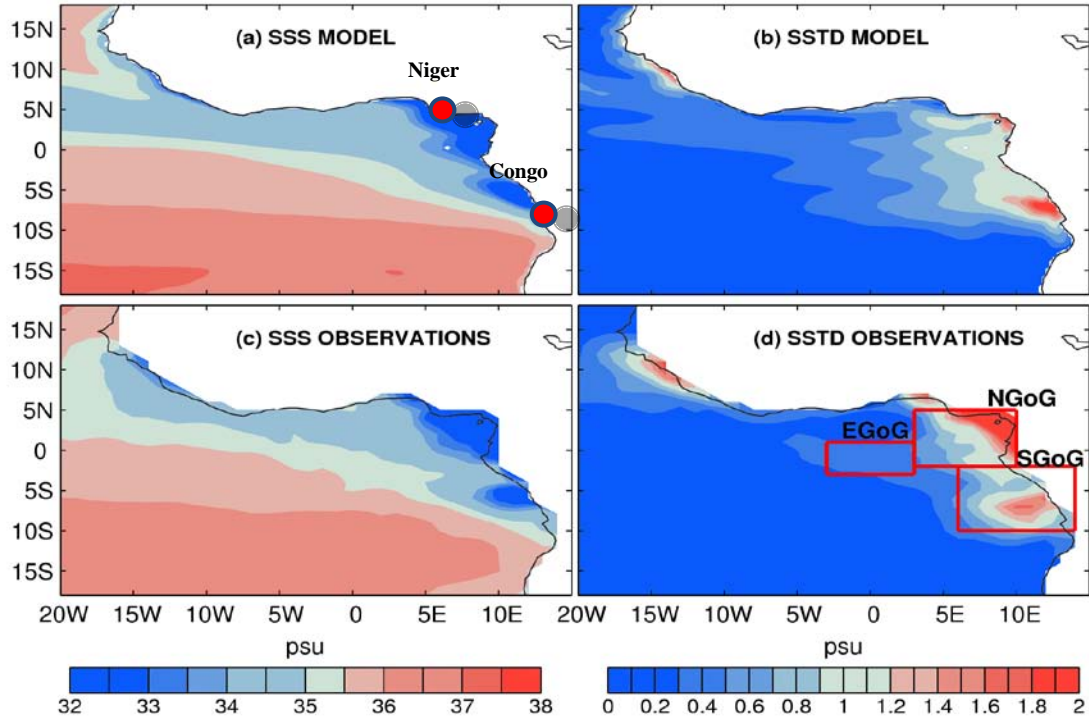 (a) SSS MODEL
(b) SSTD MODEL
15N
10N
5N
0
5S
10S
15S
Niger
Congo
(c) SSS OBSERVATIONS
(d) SSTD OBSERVATIONS
15N
10N
5N
0
5S
10S
15S
NGoG
EGoG
SGoG
20W 15W 10W 5W 0 5E 10E 20W 15W 10W 5W 0 5E 10E
psu psu
32 33 34 35 36 37 38
0 0.2 0.4 0.6 0.8 1 1.2 1.4 1.6 1.8 2